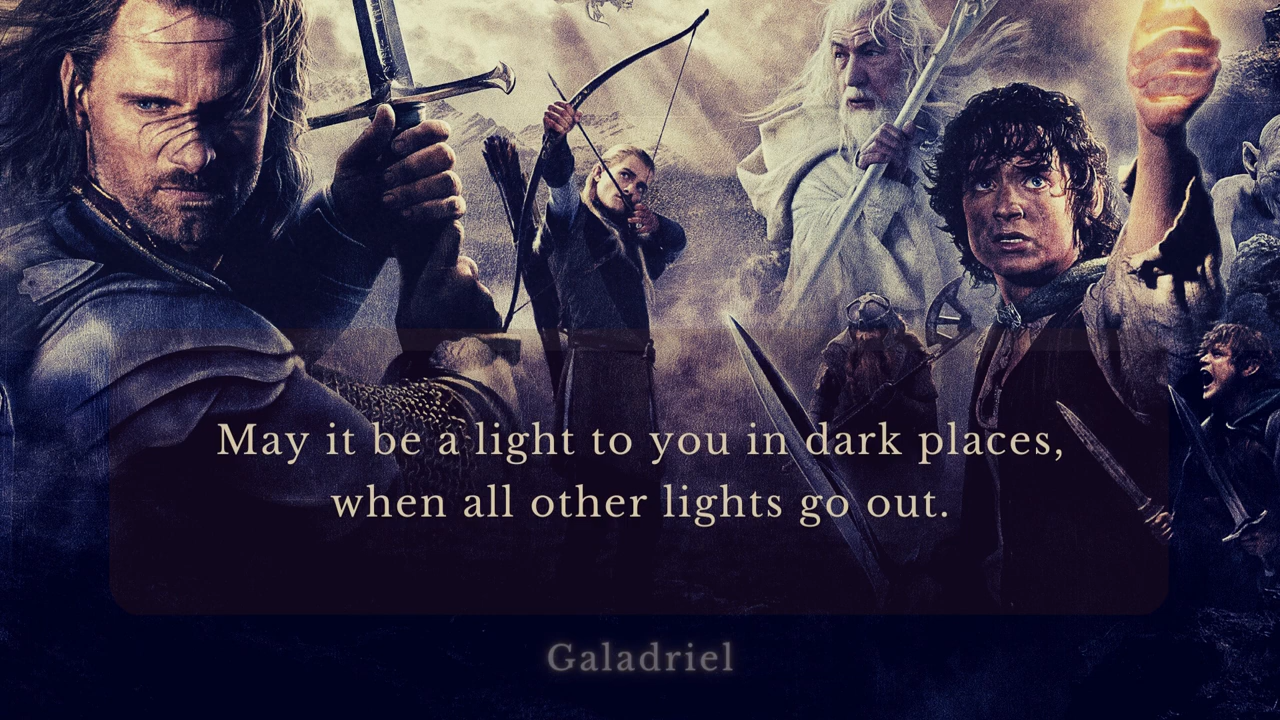 May it be a light to you in dark places,
when all other lights go out.
Galadriel